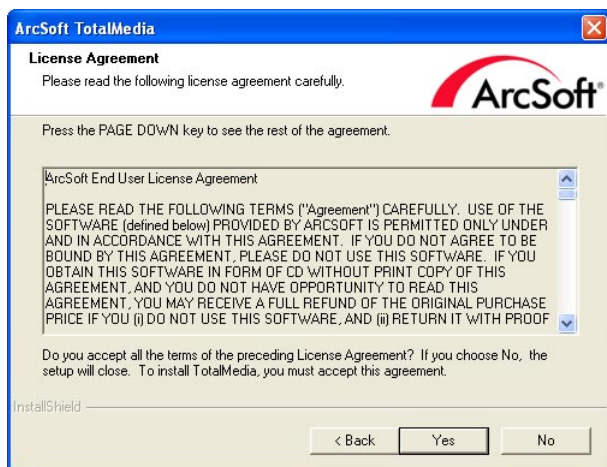 ArcSoft TotalMedia
License Agreement
Please read the following license agreement carefully.
ArcSoft®
Press the PAGE DOWN key to see the rest of the agreement.
ArcSoft End User License Agreement
PLEASE READ THE FOLLOWING TERMS ("Agreement") CAREFULLY. USE OF THE
SOFTWARE (defined below) PROVIDED BY ARCSOFT IS PERMITTED ONLY UNDER
AND IN ACCORDANCE WITH THIS AGREEMENT. IF YOU DO NOT AGREE TO BE
BOUND BY THIS AGREEMENT, PLEASE DO NOT USE THIS SOFTWARE. IF YOU
OBTAIN THIS SOFTWARE IN FORM OF CD WITHOUT PRINT COPY OF THIS
AGREEMENT, AND YOU DO NOT HAVE OPPORTUNITY TO READ THIS
AGREEMENT, YOU MAY RECEIVE A FULL REFUND OF THE ORIGINAL PURCHASE
PRICE IF YOU (i) DO NOT USE THIS SOFTWARE, AND (ii) RETURN IT WITH PROOF
Do you accept all the terms of the preceding License Agreement? If you choose No, the
setup will close. To install TotalMedia, you must accept this agreement.
InstallShield
< Back
Yes
No